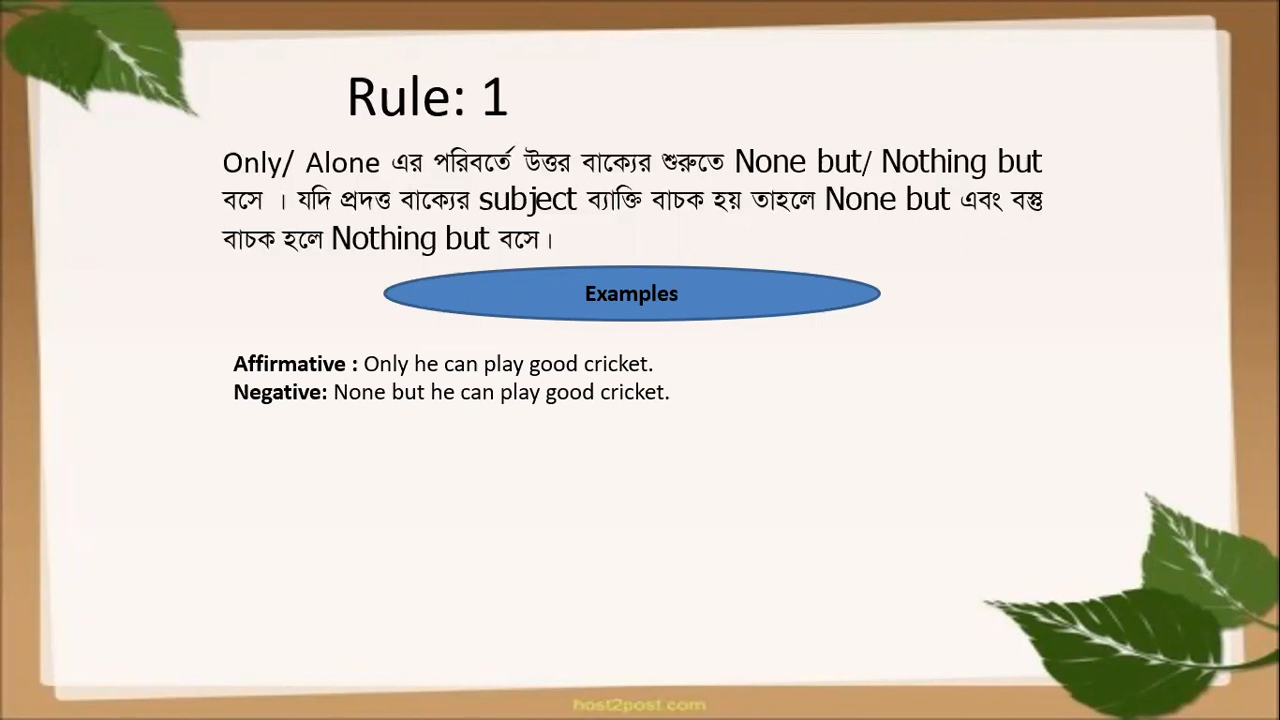 Rule: 1
Only/ Alone এর পরিবর্তে উত্তর বাক্যের শুরুতে None but/ Nothing but
বসে । যদি প্রদত্ত বাক্যের subject ব্যাক্তি বাচক হয় তাহলে None but এবং বস্তু
বাচক হলে Nothing but বসে।
Examples
Affirmative : Only he can play good cricket.
Negative: None but he can play good cricket.
host2post.com